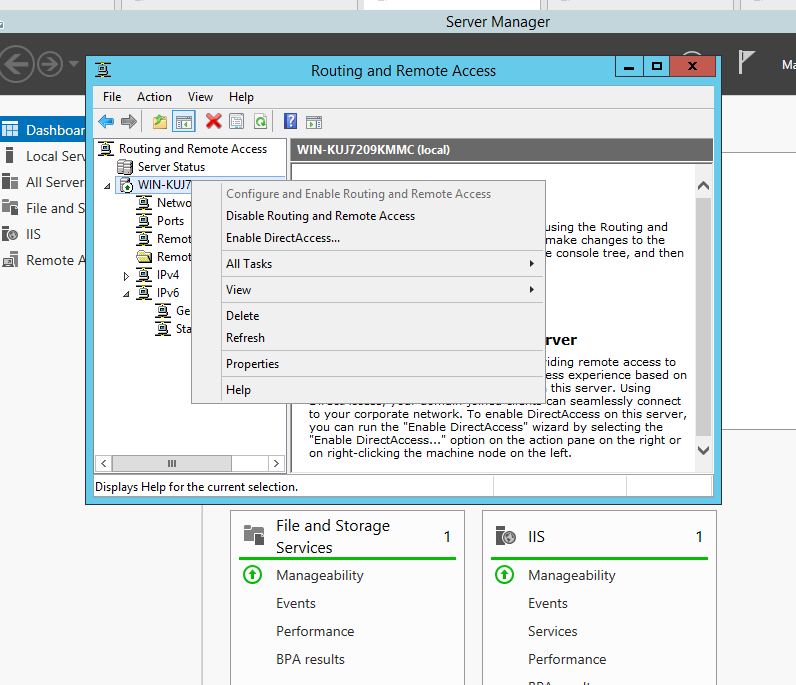 Server Manager
Ma
Routing and Remote Access
File Action View Help
Routing and Remote Access
Server Status
WIN-KUJ7
Netwo
Ports
Remot
Remot
IPv4
IPv6
Ge
Sta
WIN-KUJ7209KMMC (local)
Configure and Enable Routing and Remote Access
Disable Routing and Remote Access
Enable DirectAccess...
All Tasks
View
Delete
Refresh
Properties
Help
using the Routing and
make changes to the
e console tree, and then
rver
iding remote access to
ess experience based on
this server. Using
can seamlessly connect
to your corporate network. To enable DirectAccess on this server,
you can run the "Enable DirectAccess" wizard by selecting the
"Enable DirectAccess..." option on the action pane on the right or
on right-clicking the machine node on the left.
Displays Help for the current selection.
Dashboar
Local Serv
All Server
File and S
IIS
Remote A
File and Storage
Services
1
Manageability
Events
Performance
BPA results
IIS
1
Manageability
Events
Services
Performance